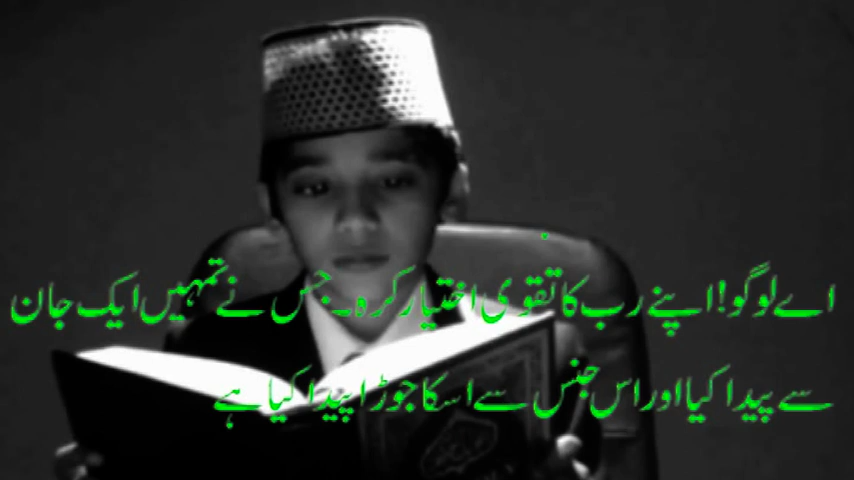 اے لوگو! اپنے رب کا تقویٰ اختیار کرہ۔ جس نے تمہیں ایک جان
سے پیدا کیا اور اس جنس سے اسکا جوڑا پیدا کیا ہے